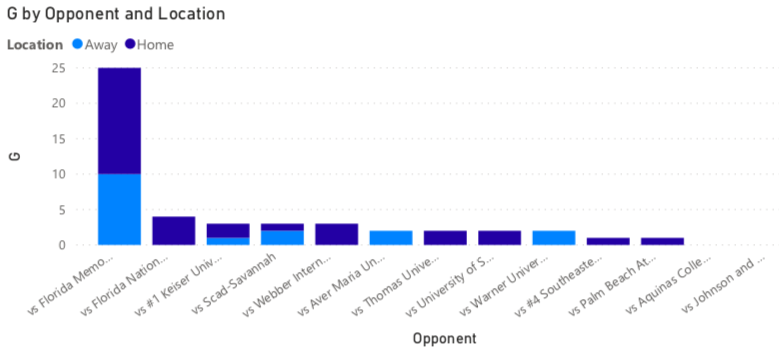 G by Opponent and Location
Location Away Home
G
25
20
15
10
5
0
vs Florida Memo...
vs Florida Nation...
vs #1 Keiser Univ...
vs Scad-Savannah
vs Webber Intern...
vs Aver Maria Un...
vs Thomas Unive...
vs University of S...
vs Warner Univer...
vs #4 Southeaste...
vs Palm Beach At...
vs Aquinas Colle...
vs Johnson and ...
Opponent